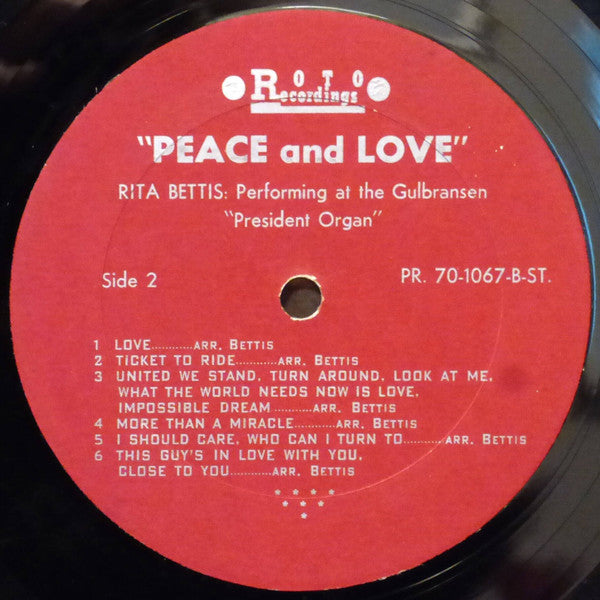 ROTO
Recordings
"PEACE and LOVE"
RITA BETTIS: Performing at the Gulbransen
"President Organ"
Side 2
PR. 70-1067-B-ST.
1 LOVE............ARR. BETTIS
2 TICKET TO RIDE............ARR. BETTIS
3 UNITED WE STAND, TURN AROUND, LOOK AT ME,
WHAT THE WORLD NEEDS NOW IS LOVE,
IMPOSSIBLE DREAM............ARR. BETTIS
4 MORE THAN A MIRACLE............ARR. BETTIS
5 I SHOULD CARE, WHO CAN I TURN TO............ARR. BETTIS
6 THIS GUY'S IN LOVE WITH YOU,
CLOSE TO YOU............ARR. BETTIS